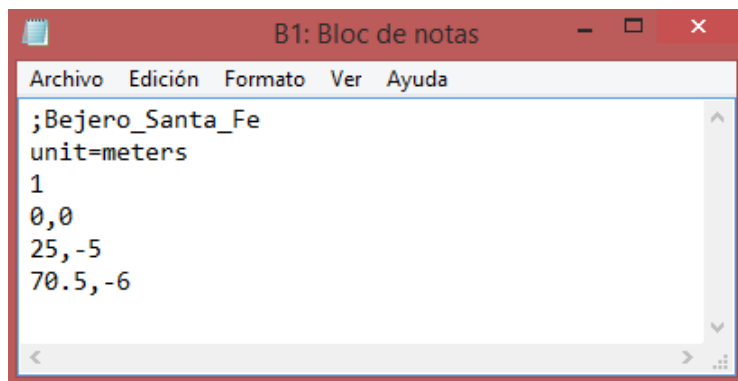 B1: Bloc de notas
Archivo Edición Formato Ver Ayuda
;Bejero_Santa_Fe
unit=meters
1
0,0
25,-5
70.5,-6